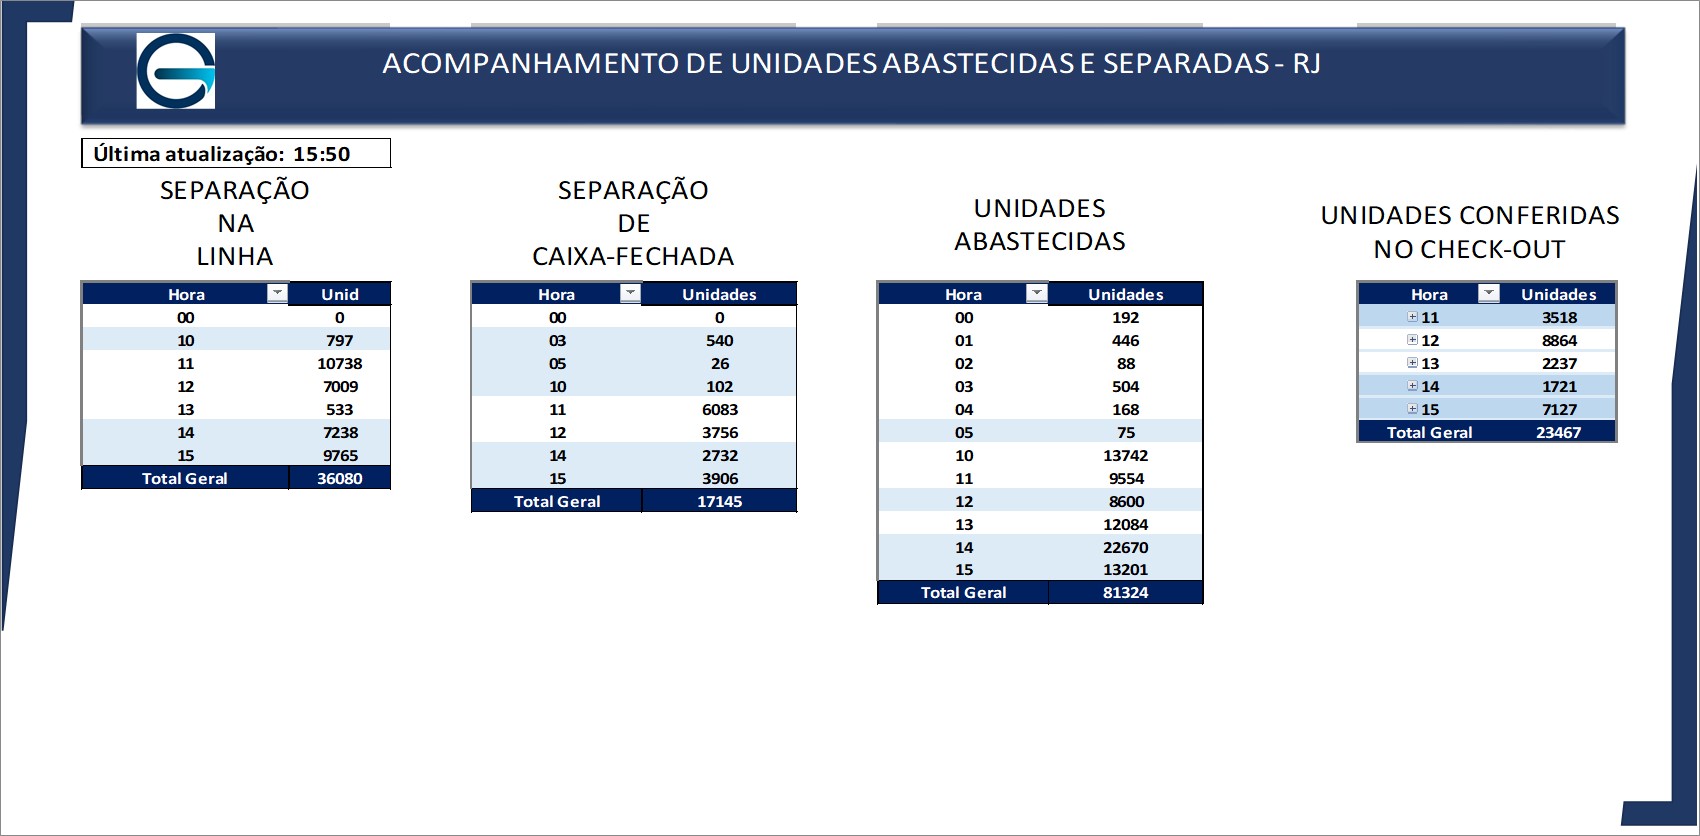 ACOMPANHAMENTO DE UNIDADES ABASTECIDAS E SEPARADAS - RJ
Última atualização: 15:50
SEPARAÇÃO
NA
LINHA
Hora Unid
00 0
10 797
11 10738
12 7009
13 533
14 7238
15 9765
Total Geral 36080
SEPARAÇÃO
DE
CAIXA-FECHADA
Hora Unidades
00 0
03 540
05 26
10 102
11 6083
12 3756
14 2732
15 3906
Total Geral 17145
UNIDADES
ABASTECIDAS
Hora Unidades
00 192
01 446
02 88
03 504
04 168
05 75
10 13742
11 9554
12 8600
13 12084
14 22670
15 13201
Total Geral 81324
UNIDADES CONFERIDAS
NO CHECK-OUT
Hora Unidades
11 3518
12 8864
13 2237
14 1721
15 7127
Total Geral 23467